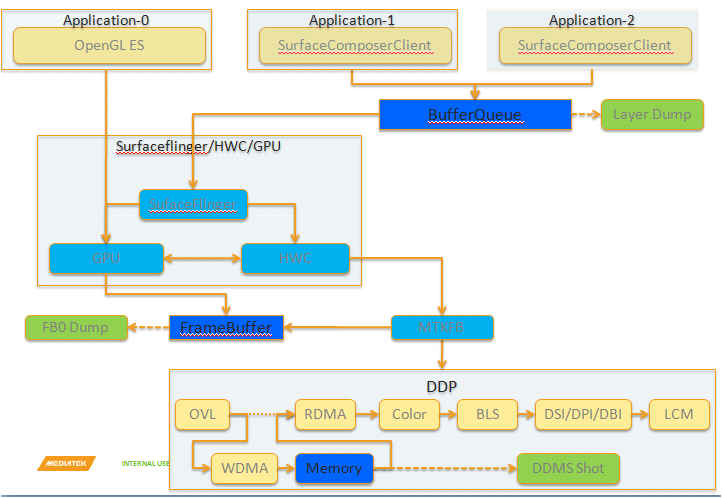 Application-0
Application-1
Application-2
OpenGL ES
SurfaceComposerClient
SurfaceComposerClient
BufferQueue
Layer Dump
Surfaceflinger/HWC/GPU
SufaceFlinger
GPU
HWC
FB0 Dump
FrameBuffer
MTKFB
DDP
OVL
RDMA
Color
BLS
DSI/DPI/DBI
LCM
MEDIATEK
INTERNAL USE
WDMA
Memory
DDMS Shot